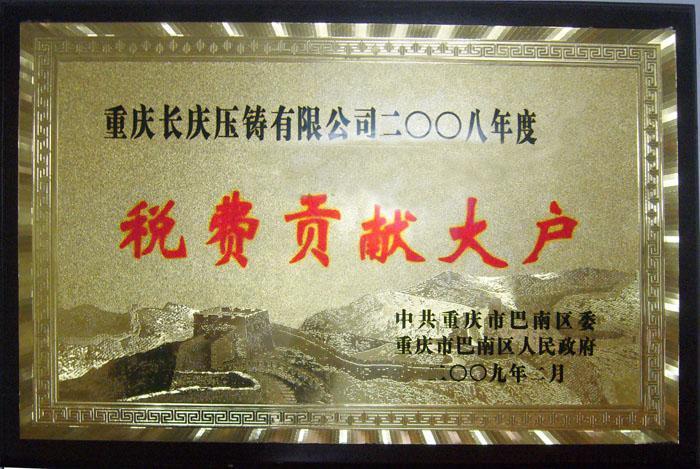 重庆长庆压铸有限公司二〇〇八年度
税费贡献大户
中共重庆市巴南区委
重庆市巴南区人民政府
二〇〇九年二月